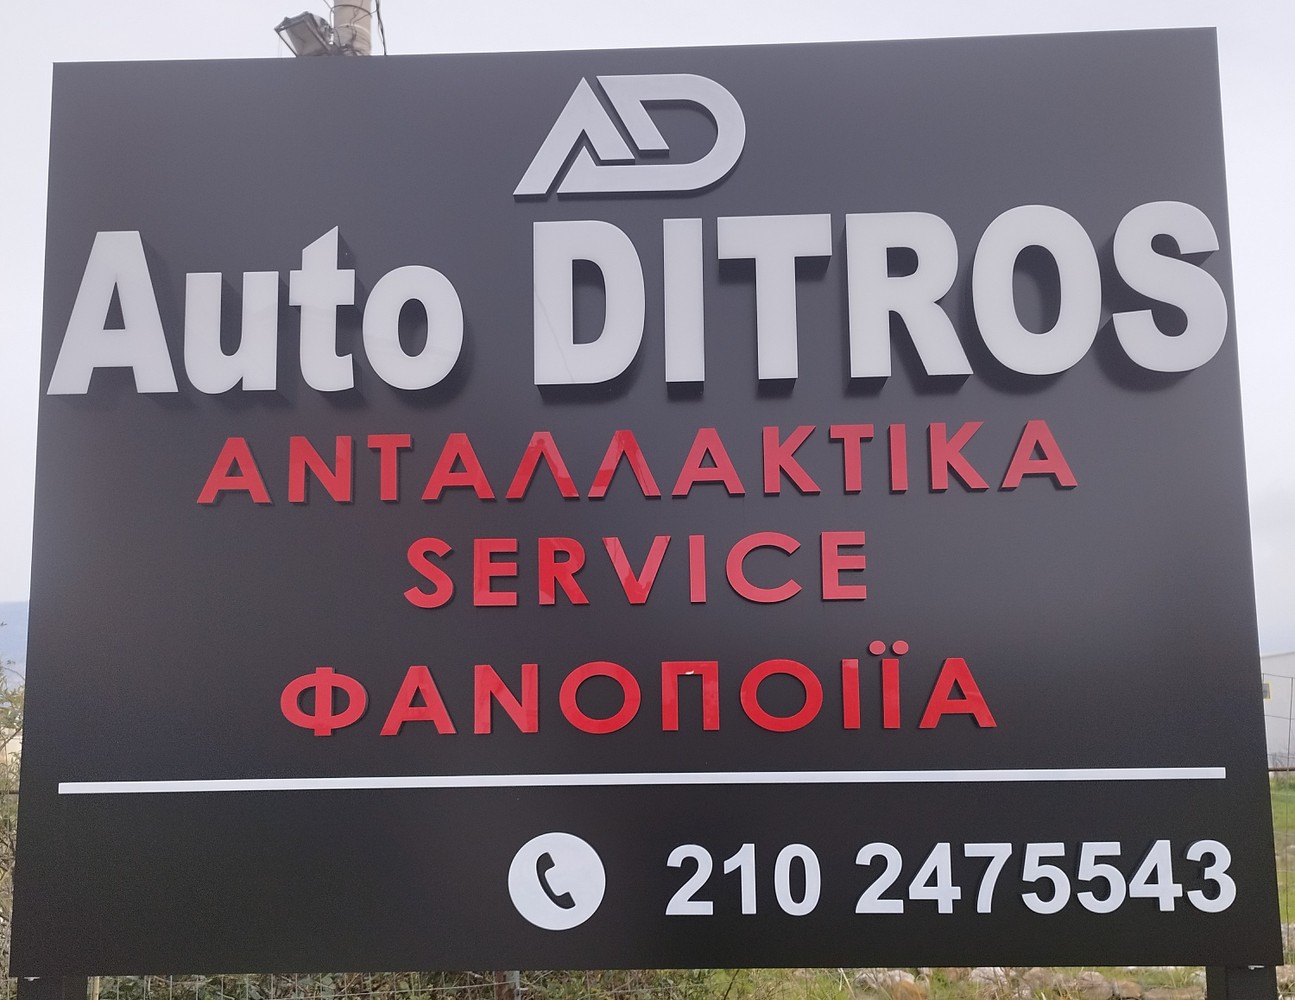 AD
Auto DITROS
ΑΝΤΑΛΛΑΚΤΙΚΑ
SERVICE
ΦΑΝΟΠΟΙΪΑ
210 2475543